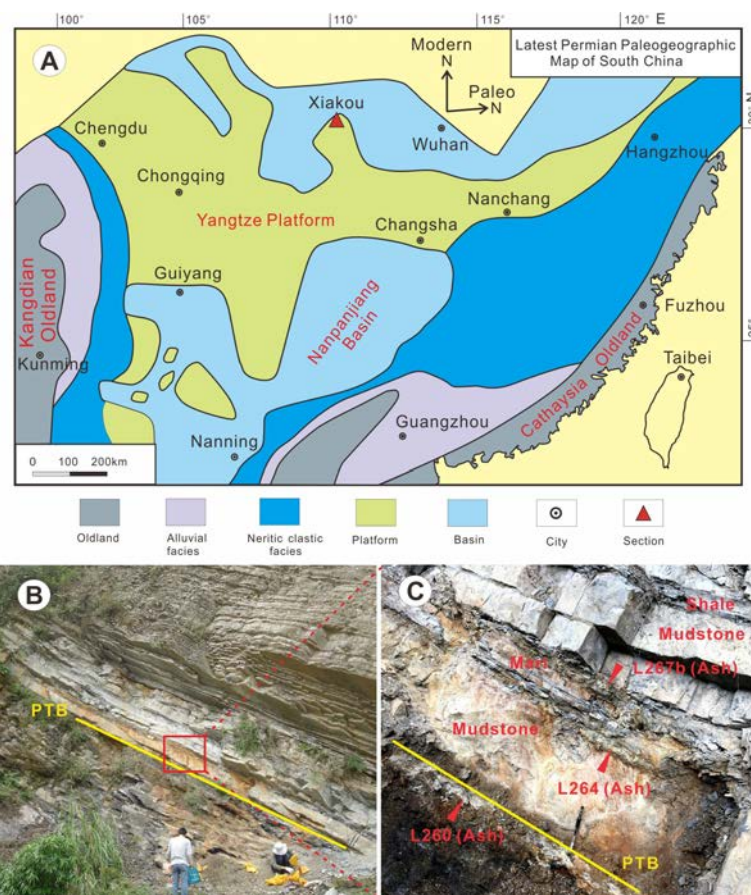 100°
105°
110°
115°
120° E
A
Modern
N
Paleo
N
Latest Permian Paleogeographic
Map of South China
N
Xiakou
Chengdu
Wuhan
Hangzhou
Chongqing
Nanchang
Yangtze Platform
Changsha
Guiyang
Kangdian
Oldland
Nanpanjiang
Basin
Fuzhou
25°
Cathaysia Oldland
Taibei
Kunming
Guangzhou
Nanning
0 100 200km
Oldland
Alluvial
facies
Neritic clastic
facies
Platform
Basin
City
Section
B
PTB
C
Shale
Mudstone
Marl
L267b (Ash)
Mudstone
L264 (Ash)
L260 (Ash)
PTB